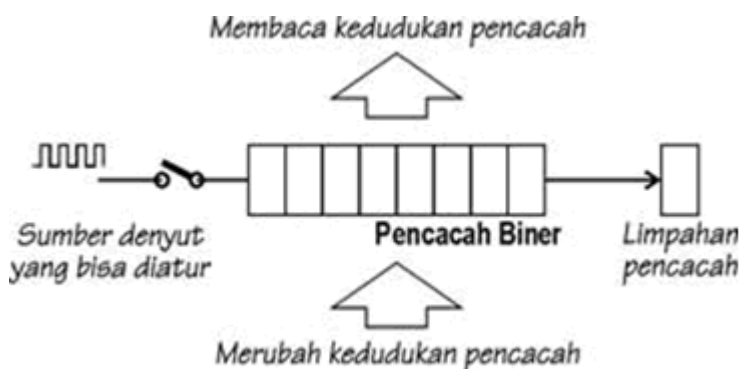 Membaca kedudukan pencacah
Sumber denyut
yang bisa diatur
Pencacah Biner
Limpahan
pencacah
Merubah kedudukan pencacah